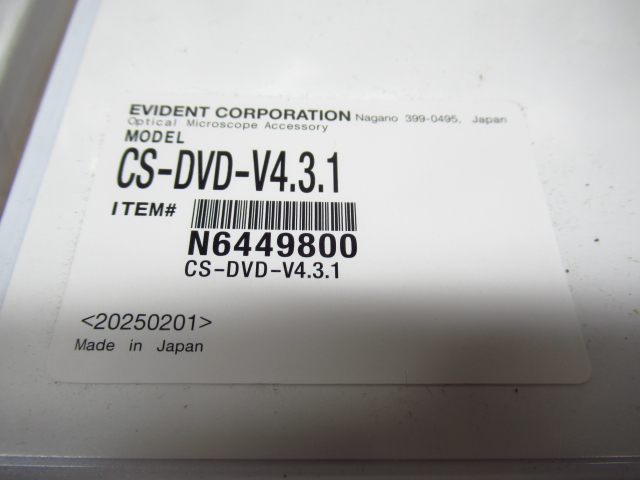 EVIDENT CORPORATION Nagano 399-0495, Japan
Optical Microscope Accessory
MODEL
CS-DVD-V4.3.1
ITEM#
N6449800
CS-DVD-V4.3.1
<20250201>
Made in Japan